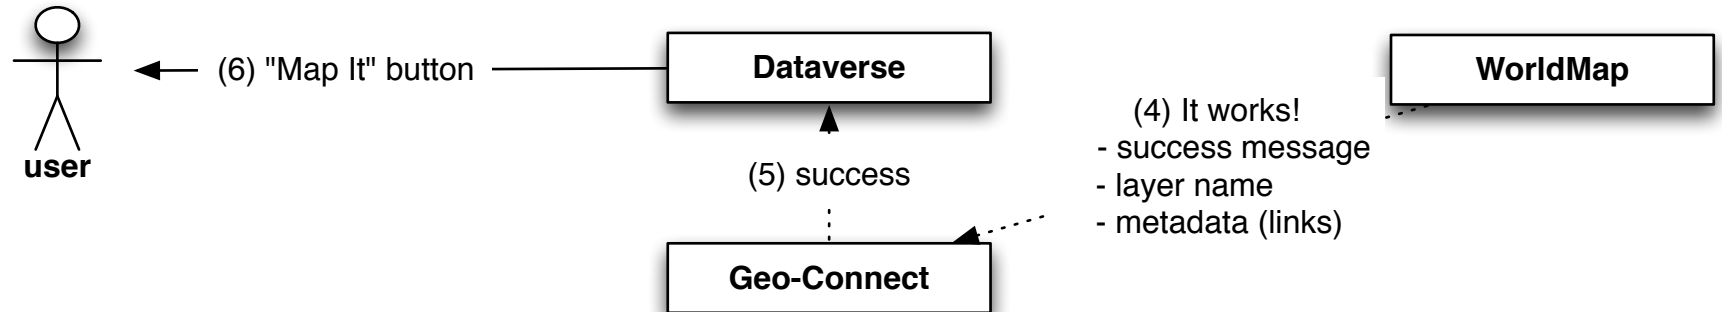 (6) "Map It" button
Dataverse
WorldMap
(4) It works!
- success message
- layer name
- metadata (links)
user
(5) success
Geo-Connect